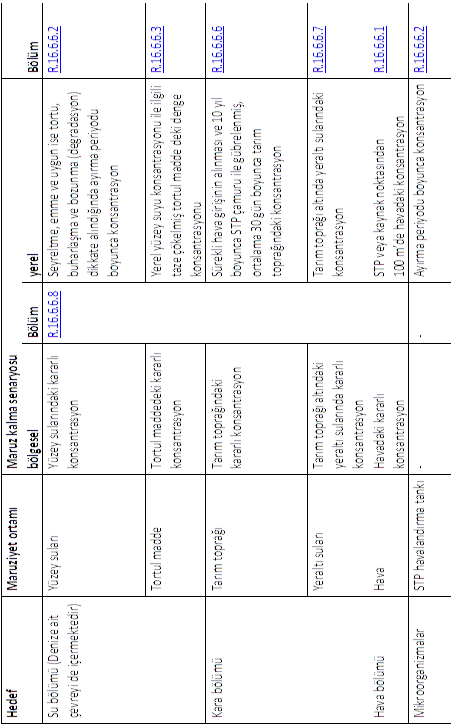 Hedef Maruziyet ortamı Maruz kalma senaryosu
bölgesel Bölüm yerel Bölüm
Su bölümü (Denize ait Yüzey suları Yüzey sularındaki kararlı R.16.6.6.8 Seyreltme, emme ve uygun ise tortu, R.16.6.6.2
çevreyi de içermektedir) konsantrasyon buharlaşma ve bozunma (degradasyon)
dikkate alındığında ayırma periyodu
boyunca konsantrasyon
Tortul madde Tortul maddedeki kararlı Yerel yüzey suyu konsantrasyonu ile ilgili R.16.6.6.3
konsantrasyon taze çökelmiş tortul madde deki denge
konsantrasyonu
Kara bölümü Tarım toprağı Tarım toprağındaki Sürekli hava girişinin alınması ve 10 yıl R.16.6.6.6
kararlı konsantrasyon boyunca STP çamuru ile gübrelenmiş,
ortalama 30 gün boyunca tarım
toprağındaki konsantrasyon
Yeraltı suları Tarım toprağı altındaki Tarım toprağı altında yeraltı sularındaki R.16.6.6.7
yeraltı sularında kararlı konsantrasyon
konsantrasyon
Hava bölümü Hava Havadaki kararlı STP veya kaynak noktasından R.16.6.6.1
konsantrasyon 100 m'de havadaki konsantrasyon
Mikroorganizmalar STP havalandırma tankı - - Ayırma periyodu boyunca konsantrasyon R.16.6.6.2